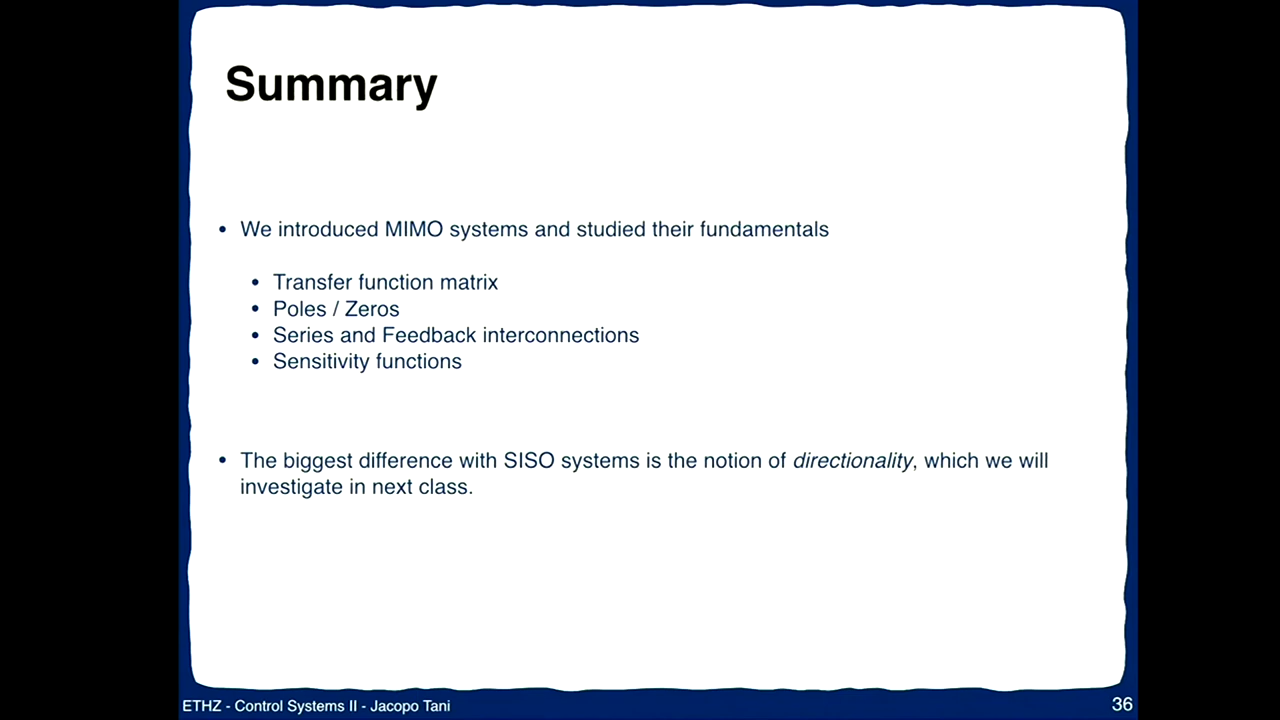 Summary
• We introduced MIMO systems and studied their fundamentals
• Transfer function matrix
• Poles / Zeros
• Series and Feedback interconnections
• Sensitivity functions
• The biggest difference with SISO systems is the notion of directionality, which we will
investigate in next class.
ETHZ - Control Systems II - Jacopo Tani
36